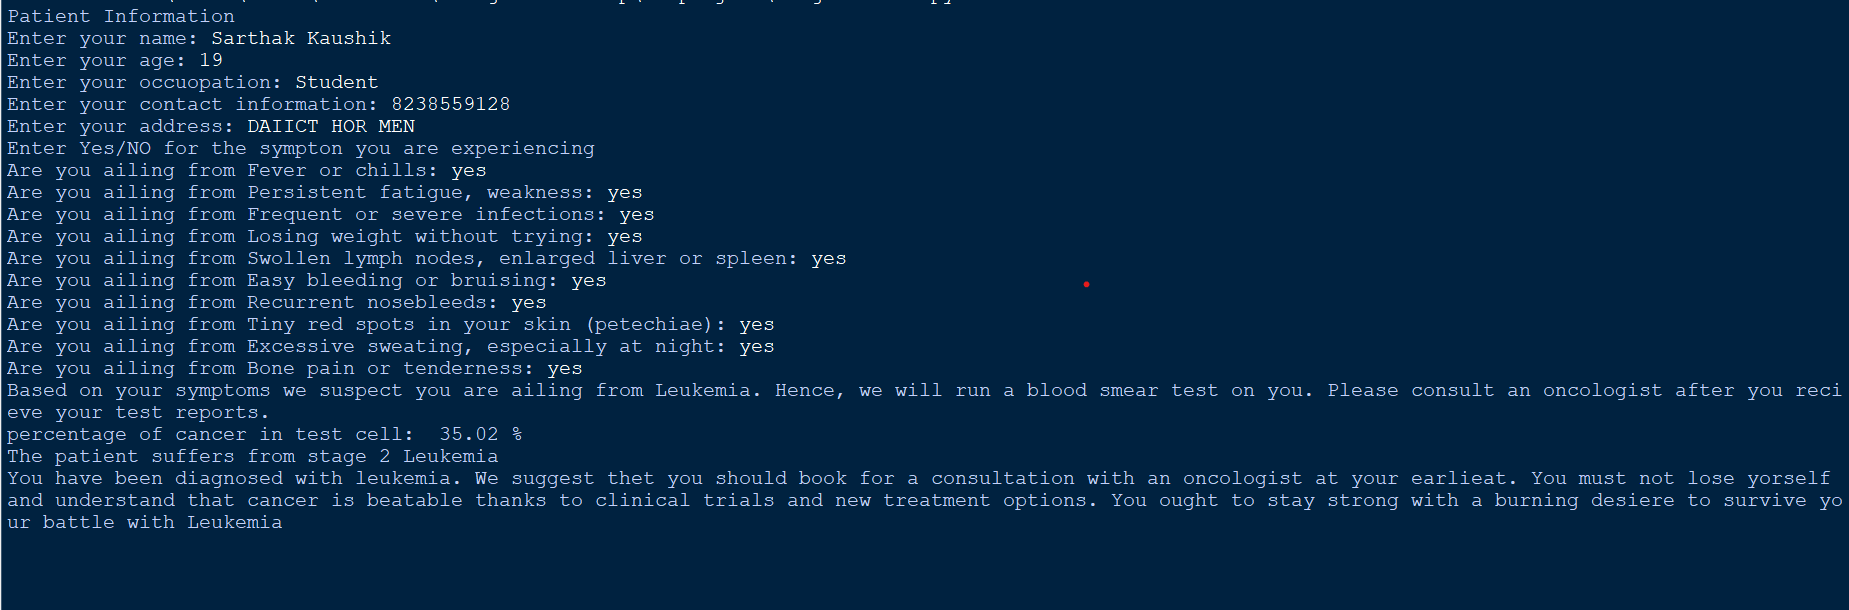 Patient Information
Enter your name: Sarthak Kaushik
Enter your age: 19
Enter your occuopation: Student
Enter your contact information: 8238559128
Enter your address: DAIICT HOR MEN
Enter Yes/NO for the sympton you are experiencing
Are you ailing from Fever or chills: yes
Are you ailing from Persistent fatigue, weakness: yes
Are you ailing from Frequent or severe infections: yes
Are you ailing from Losing weight without trying: yes
Are you ailing from Swollen lymph nodes, enlarged liver or spleen: yes
Are you ailing from Easy bleeding or bruising: yes
Are you ailing from Recurrent nosebleeds: yes
Are you ailing from Tiny red spots in your skin (petechiae): yes
Are you ailing from Excessive sweating, especially at night: yes
Are you ailing from Bone pain or tenderness: yes
Based on your symptoms we suspect you are ailing from Leukemia. Hence, we will run a blood smear test on you. Please consult an oncologist after you reci
eve your test reports.
percentage of cancer in test cell:  35.02 %
The patient suffers from stage 2 Leukemia
You have been diagnosed with leukemia. We suggest thet you should book for a consultation with an oncologist at your earlieat. You must not lose yorself
and understand that cancer is beatable thanks to clinical trials and new treatment options. You ought to stay strong with a burning desiere to survive yo
ur battle with Leukemia